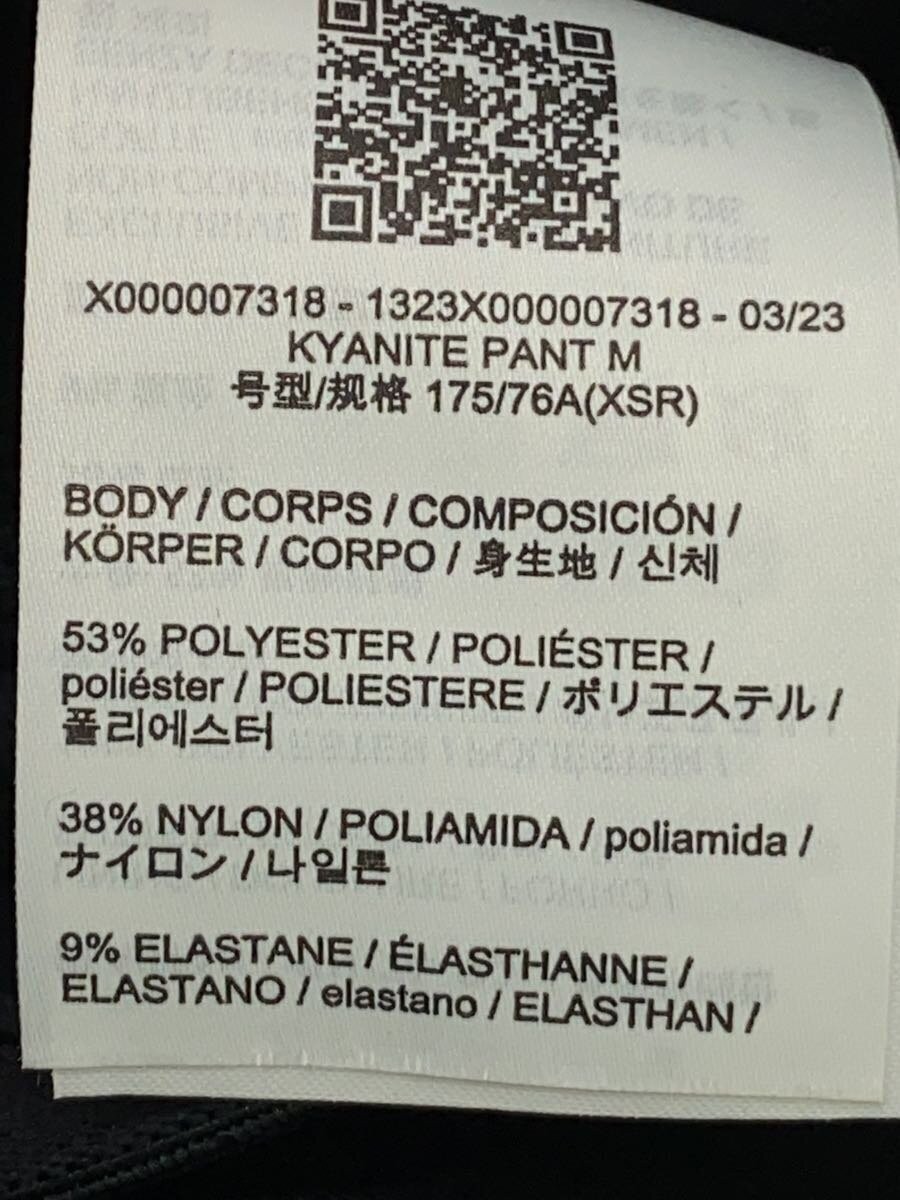 X000007318 - 1323X000007318 - 03/23
KYANITE PANT M
号型/规格 175/76A(XSR)
BODY / CORPS / COMPOSICIÓN /
KÖRPER / CORPO / 身生地 / 신체
53% POLYESTER / POLIÉSTER /
poliéster / POLIESTERE / ポリエステル /
폴리에스터
38% NYLON / POLIAMIDA / poliamida /
ナイロン / 나일론
9% ELASTANE / ÉLASTHANNE /
ELASTANO / elastano / ELASTHAN /